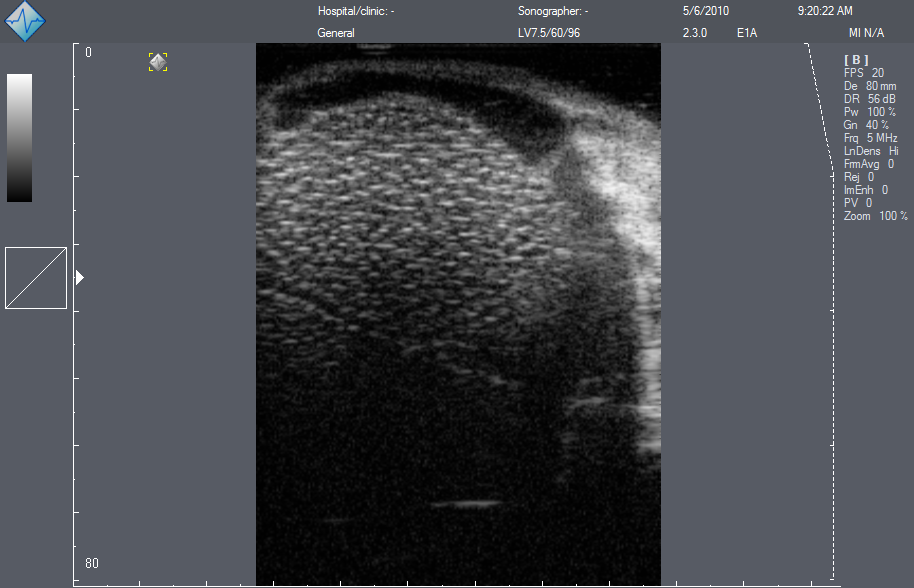 Hospital/clinic: - Sonographer: - 5/6/2010 9:20:22 AM
General LV7.5/60/96 2.3.0 E1A MI N/A
0
[ B ]
FPS 20
De 80 mm
DR 56 dB
Pw 100 %
Gn 40 %
Frq 5 MHz
LnDens Hi
FrmAvg 0
Rej 0
ImEnh 0
PV 0
Zoom 100 %
80